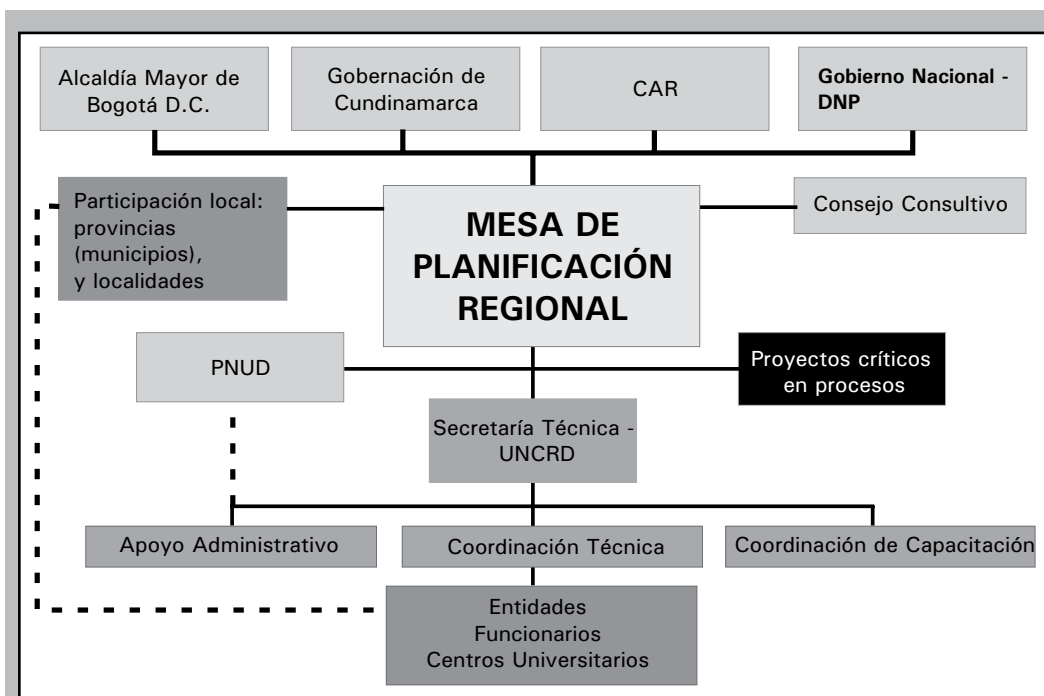 Alcaldía Mayor de
Bogotá D.C.
Gobernación de
Cundinamarca
CAR
Gobierno Nacional -
DNP
Participación local:
provincias
(municipios),
y localidades
MESA DE
PLANIFICACIÓN
REGIONAL
Consejo Consultivo
PNUD
Proyectos críticos
en procesos
Secretaría Técnica -
UNCRD
Apoyo Administrativo
Coordinación Técnica
Coordinación de Capacitación
Entidades
Funcionarios
Centros Universitarios